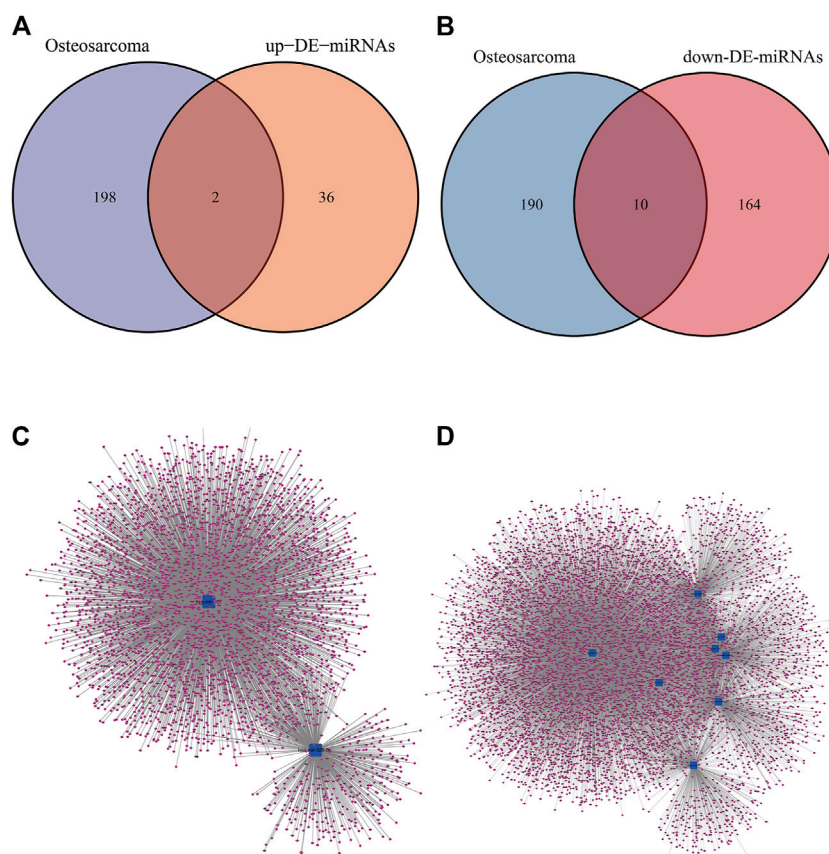 A
Osteosarcoma
up-DE-miRNAs
198
2
36
B
Osteosarcoma
down-DE-miRNAs
190
10
164
C
D